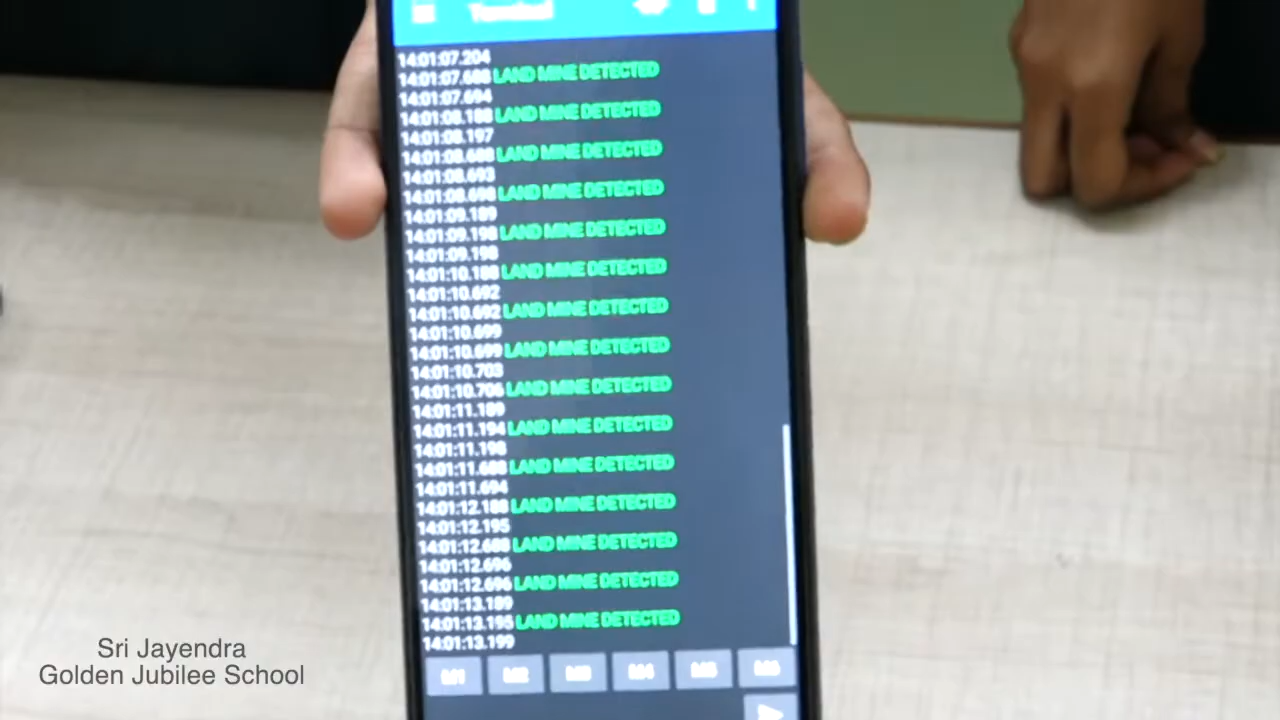 Terminal
14:01:07.204
14:01:07.688 LAND MINE DETECTED
14:01:07.694
14:01:08.188 LAND MINE DETECTED
14:01:08.197
14:01:08.688 LAND MINE DETECTED
14:01:08.693
14:01:08.698 LAND MINE DETECTED
14:01:09.189
14:01:09.198 LAND MINE DETECTED
14:01:09.198
14:01:10.188 LAND MINE DETECTED
14:01:10.692
14:01:10.692 LAND MINE DETECTED
14:01:10.699
14:01:10.699 LAND MINE DETECTED
14:01:10.703
14:01:10.706 LAND MINE DETECTED
14:01:11.189
14:01:11.194 LAND MINE DETECTED
14:01:11.198
14:01:11.688 LAND MINE DETECTED
14:01:11.694
14:01:12.188 LAND MINE DETECTED
14:01:12.195
14:01:12.688 LAND MINE DETECTED
14:01:12.696
14:01:12.696 LAND MINE DETECTED
14:01:13.189
14:01:13.195 LAND MINE DETECTED
14:01:13.199
M1 M2 M3 M4 M5 M6
Sri Jayendra
Golden Jubilee School